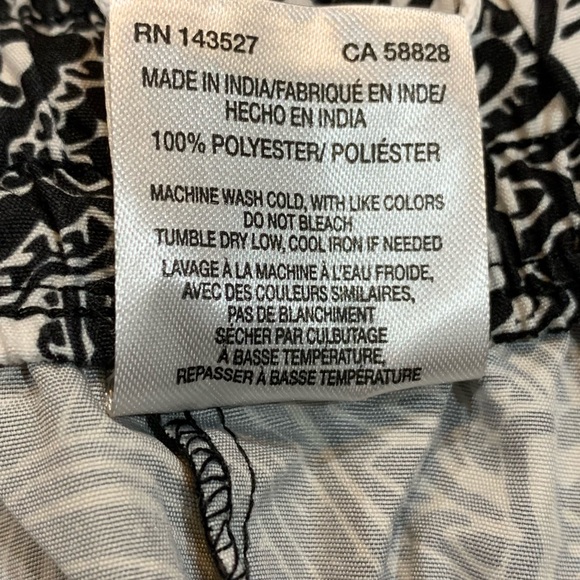 RN 143527 CA 58828
MADE IN INDIA/FABRIQUÉ EN INDE/
HECHO EN INDIA
100% POLYESTER/ POLIÉSTER
MACHINE WASH COLD, WITH LIKE COLORS
DO NOT BLEACH
TUMBLE DRY LOW, COOL IRON IF NEEDED
LAVAGE À LA MACHINE À L'EAU FROIDE,
AVEC DES COULEURS SIMILAIRES,
PAS DE BLANCHIMENT
SÉCHER PAR CULBUTAGE
À BASSE TEMPÉRATURE,
REPASSER À BASSE TEMPÉRATURE